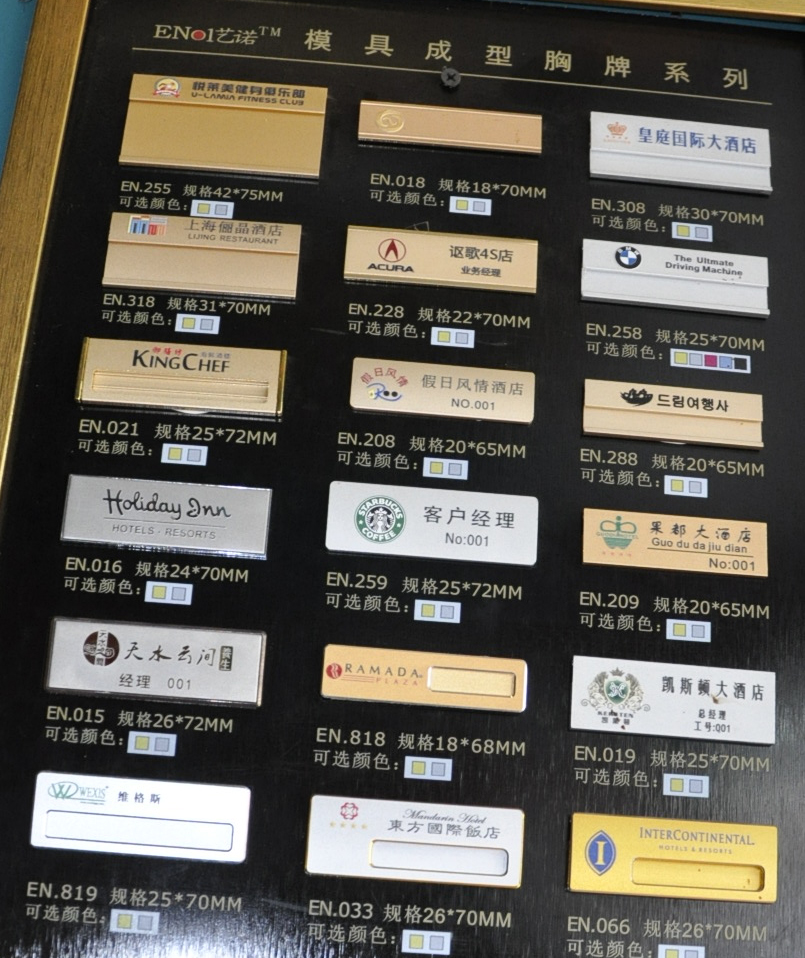 ENol艺诺™ 模具成型胸牌系列
悦莱美健身俱乐部
U-LAMIA FITNESS CLUB
EN.255 规格42*75MM
可选颜色:
EN.018 规格18*70MM
可选颜色:
皇庭国际大酒店
EN.308 规格30*70MM
可选颜色:
上海俪晶酒店
LIJING RESTAURANT
EN.318 规格31*70MM
可选颜色:
ACURA
讴歌4S店
业务经理
EN.228 规格22*70MM
可选颜色:
The Ultmate
Driving Machine
EN.258 规格25*70MM
可选颜色:
KINGCHEF
EN.021 规格25*72MM
可选颜色:
假日风情
假日风情酒店
NO.001
EN.208 规格20*65MM
可选颜色:
드림여행사
EN.288 规格20*65MM
可选颜色:
Holiday Inn
HOTELS·RESORTS
EN.016 规格24*70MM
可选颜色:
STARBUCKS COFFEE
客户经理
No:001
EN.259 规格25*72MM
可选颜色:
果都大酒店
Guo du da jiu dian
No:001
EN.209 规格20*65MM
可选颜色:
天水云间 养生
经理 001
EN.015 规格26*72MM
可选颜色:
RAMADA
PLAZA
EN.818 规格18*68MM
可选颜色:
凯斯顿大酒店
总经理
工号:001
EN.019 规格25*70MM
可选颜色:
WEXIS 维格斯
EN.819 规格25*70MM
可选颜色:
Mandarin Hotel
東方國際飯店
EN.033 规格26*70MM
可选颜色:
INTERCONTINENTAL
HOTELS & RESORTS
EN.066 规格26*70MM
可选颜色: